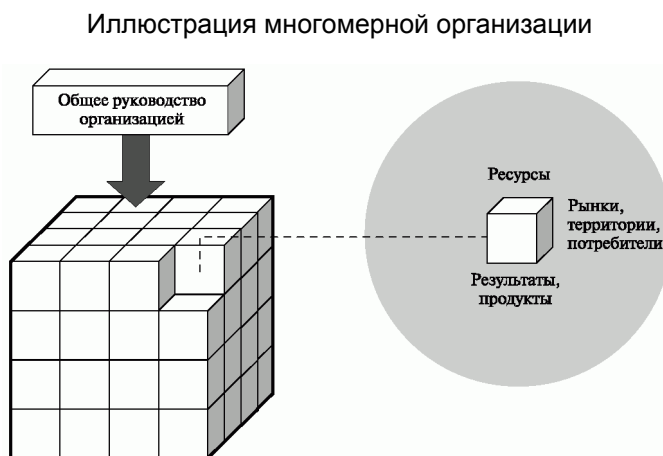 Иллюстрация многомерной организации
Общее руководство
организацией
Ресурсы
Рынки,
территории,
потребители
Результаты,
продукты